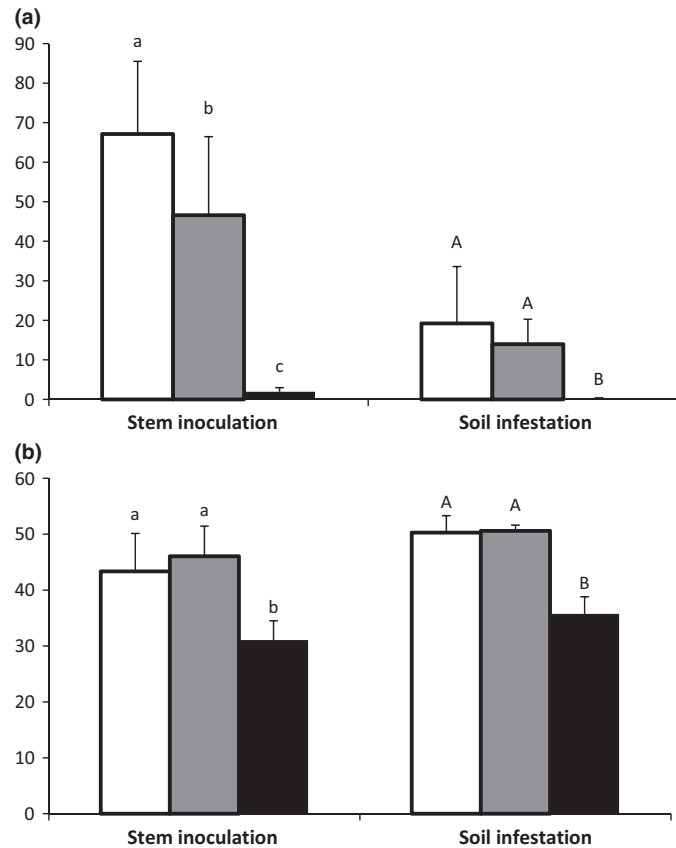 (a)
90
80
70
60
50
40
30
20
10
0
a
b
c
A
A
B
Stem inoculation
Soil infestation
(b)
60
50
40
30
20
10
0
a
a
b
A
A
B
Stem inoculation
Soil infestation